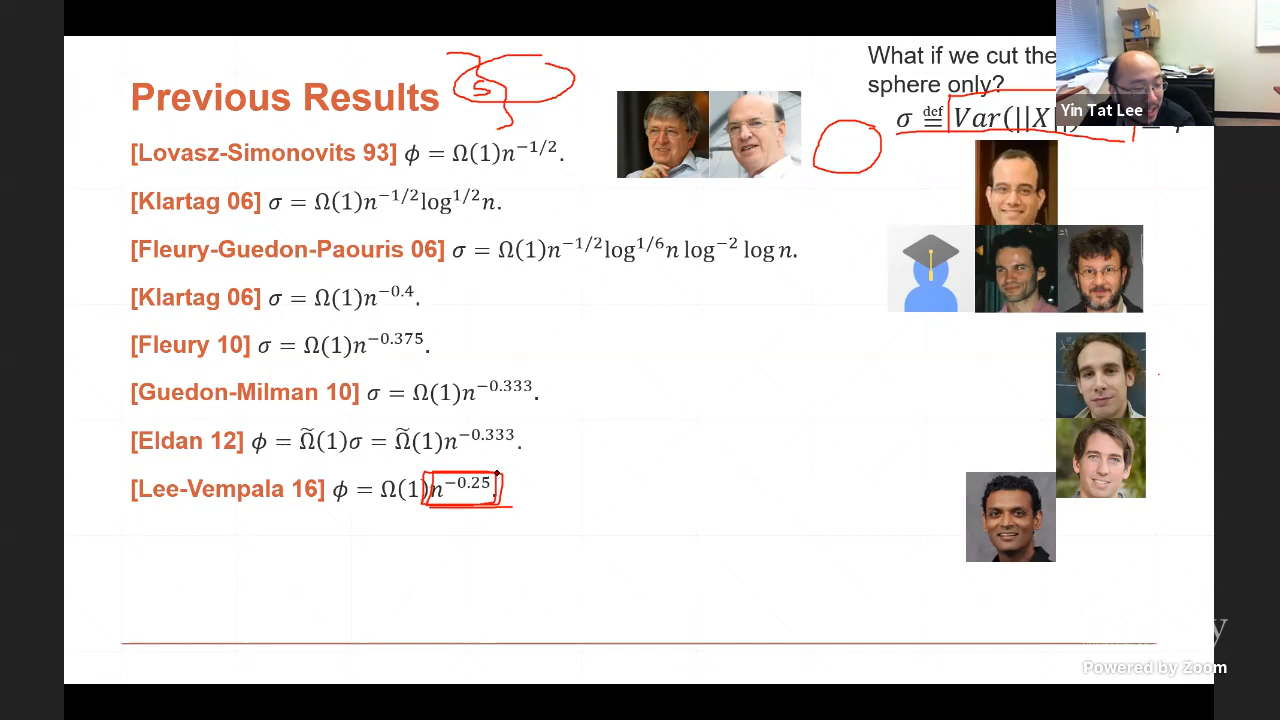 What if we cut the
sphere only?
σ ≝ Var(||X||)
Yin Tat Lee
Previous Results
S
[Lovasz-Simonovits 93] ϕ = Ω(1)n^{-1/2}.
[Klartag 06] σ = Ω(1)n^{-1/2}log^{1/2}n.
[Fleury-Guedon-Paouris 06] σ = Ω(1)n^{-1/2}log^{1/6}n log^{-2} log n.
[Klartag 06] σ = Ω(1)n^{-0.4}.
[Fleury 10] σ = Ω(1)n^{-0.375}.
[Guedon-Milman 10] σ = Ω(1)n^{-0.333}.
[Eldan 12] ϕ = Ω̃(1)σ = Ω̃(1)n^{-0.333}.
[Lee-Vempala 16] ϕ = Ω(1)n^{-0.25}.
y
Powered by Zoom